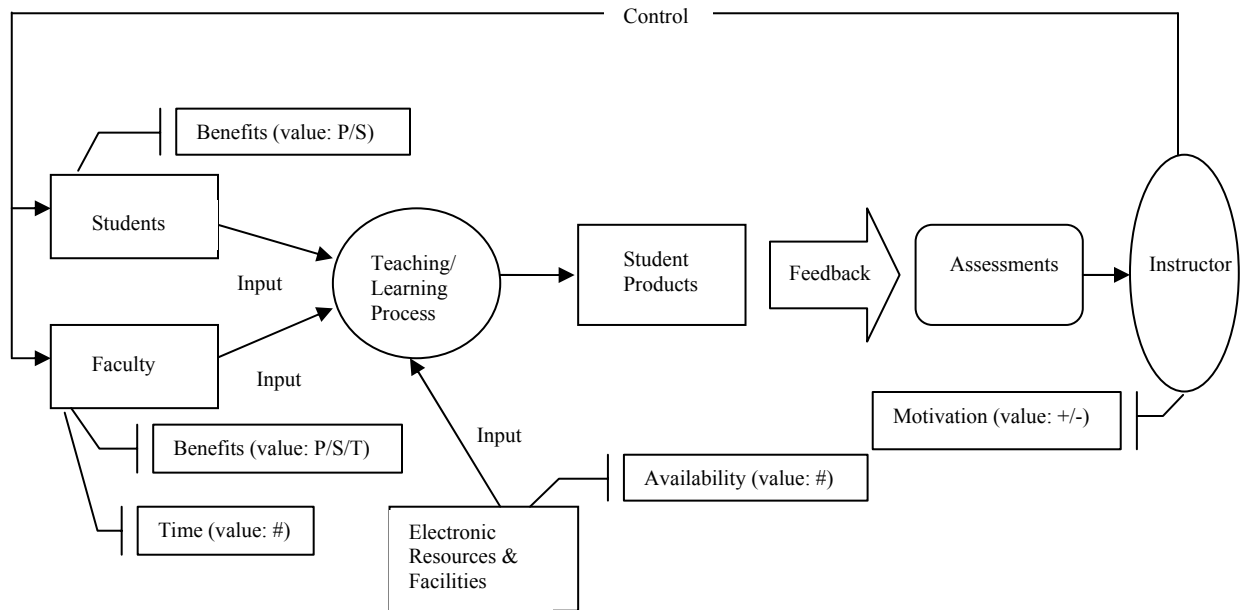 Control
Benefits (value: P/S)
Students
Input
Teaching/
Learning
Process
Student
Products
Feedback
Assessments
Instructor
Faculty
Input
Motivation (value: +/-)
Benefits (value: P/S/T)
Input
Availability (value: #)
Time (value: #)
Electronic
Resources &
Facilities